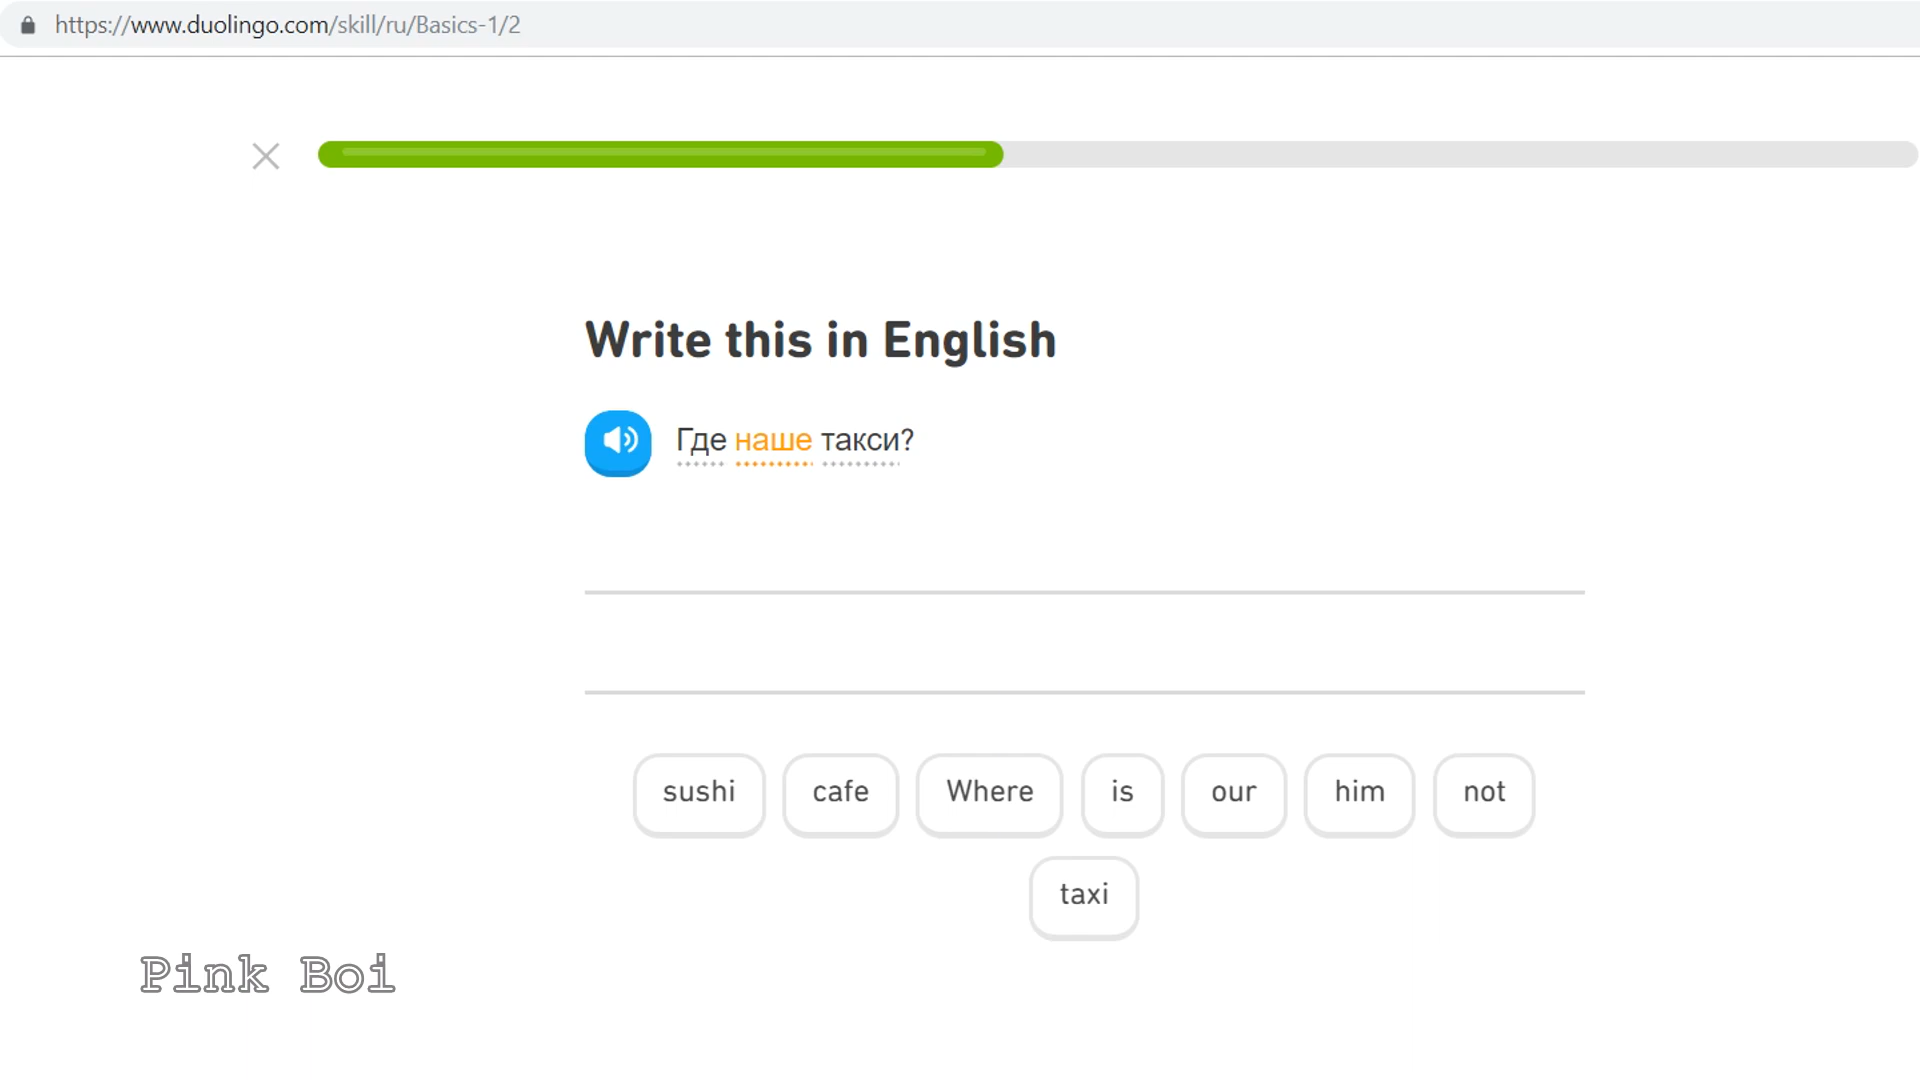 https://www.duolingo.com/skill/ru/Basics-1/2
Write this in English
Где наше такси?
sushi cafe Where is our him not
taxi
Pink Boi